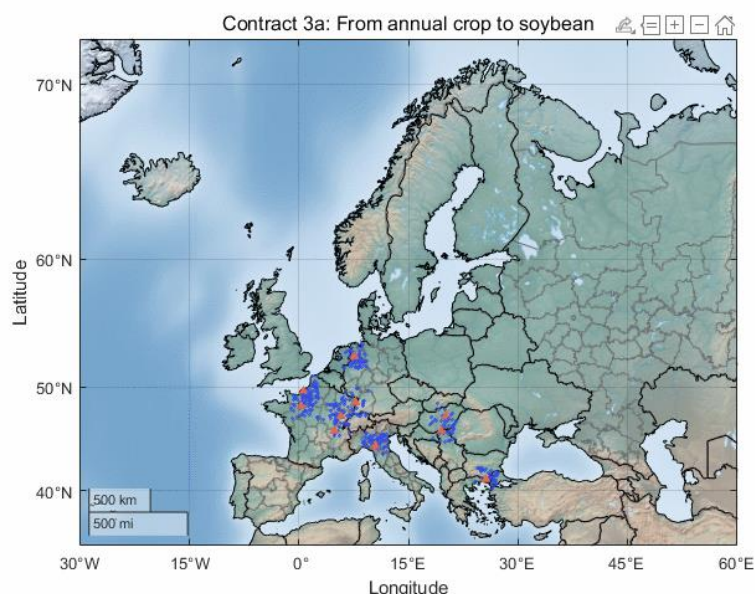 Contract 3a: From annual crop to soybean
70°N
60°N
50°N
40°N
Latitude
500 km
500 mi
30°W 15°W 0° 15°E 30°E 45°E 60°E
Longitude